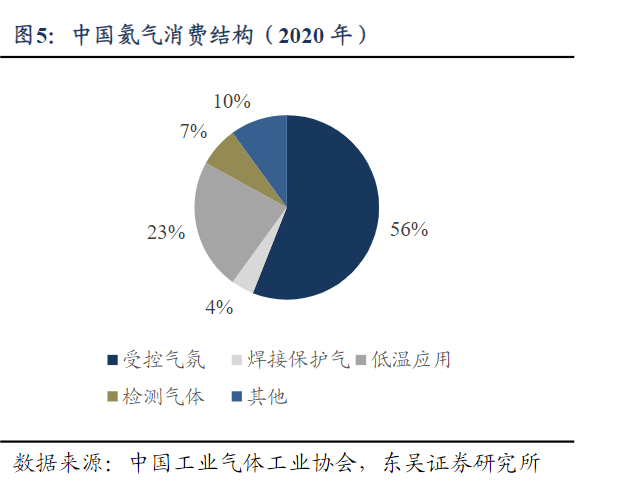 图5：中国氦气消费结构（2020 年）
10%
7%
56%
23%
4%
受控气氛 焊接保护气 低温应用
检测气体 其他
数据来源：中国工业气体工业协会，东吴证券研究所